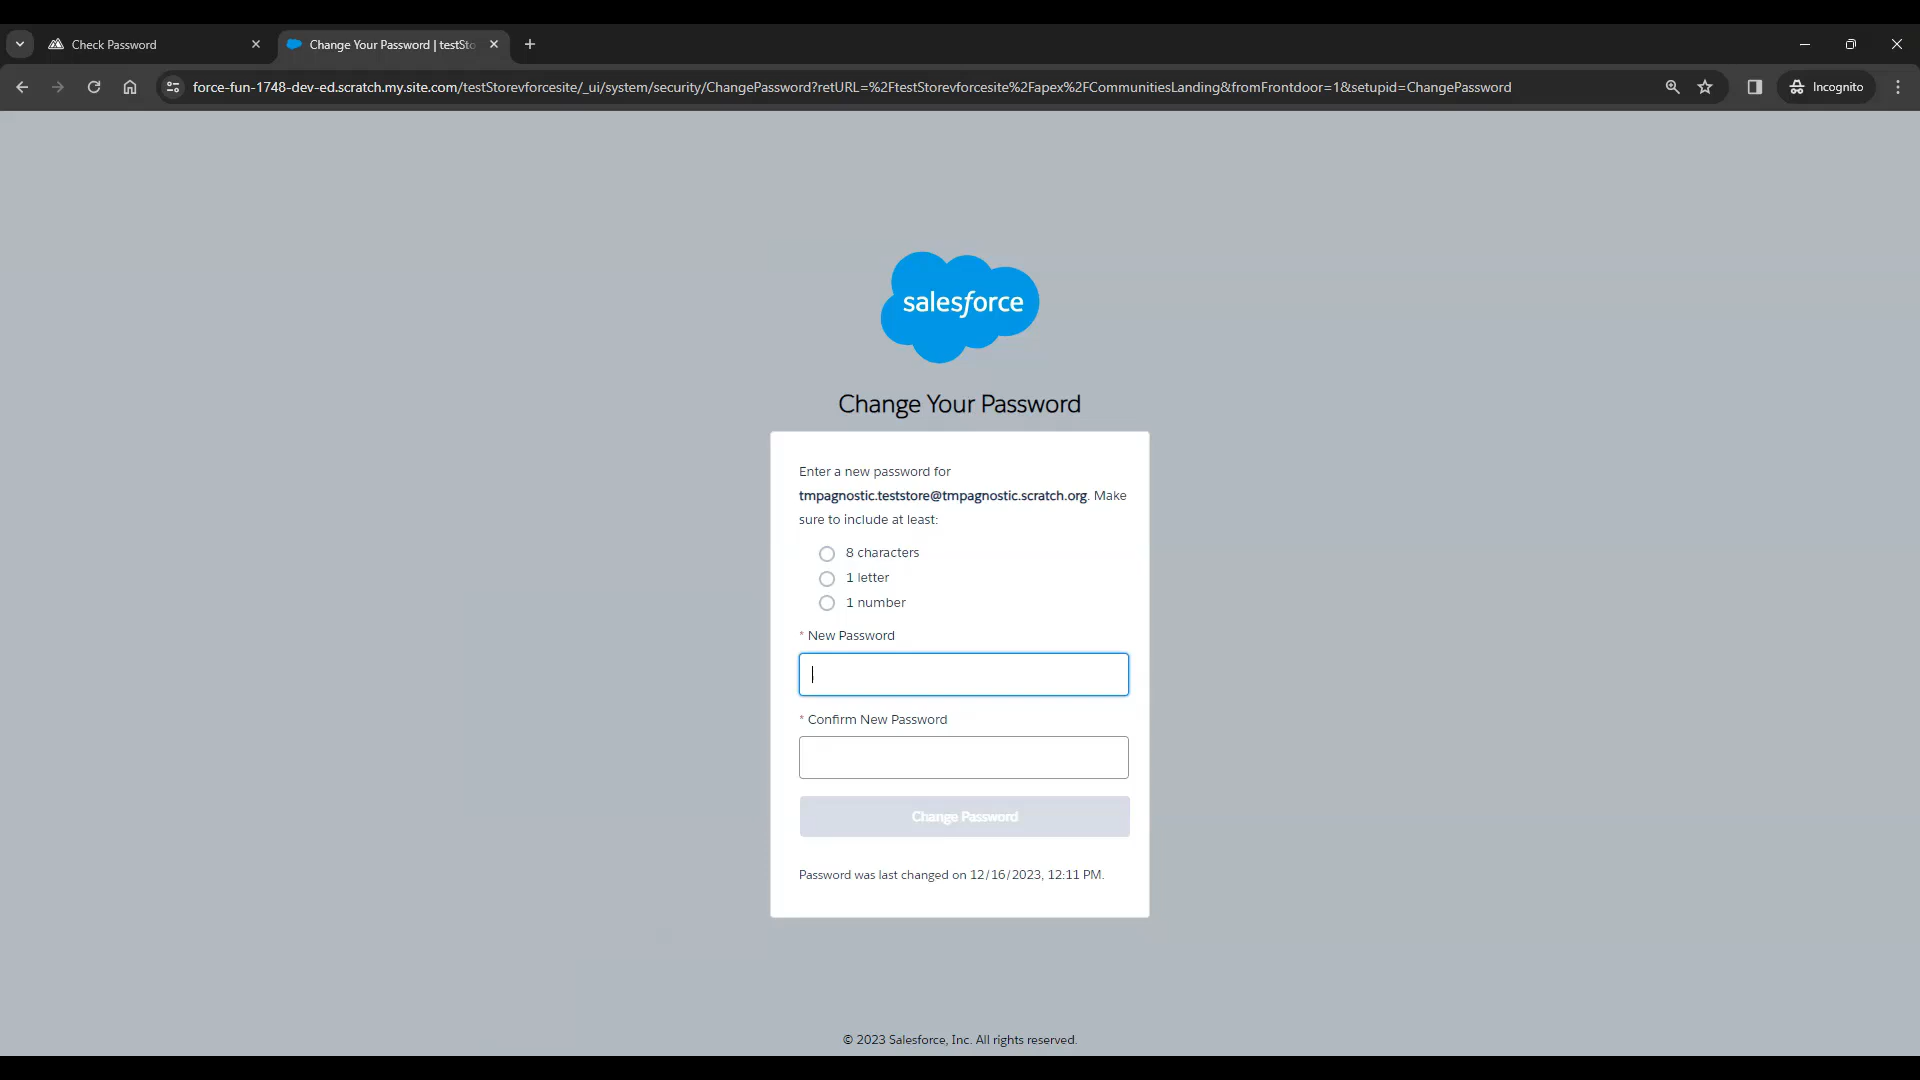 Check Password
Change Your Password | testSto
force-fun-1748-dev-ed.scratch.my.site.com/testStorevforcesite/_ui/system/security/ChangePassword?retURL=%2FtestStorevforcesite%2Fapex%2FCommunitiesLanding&fromFrontdoor=1&setupid=ChangePassword
Incognito
salesforce
Change Your Password
Enter a new password for
tmpagnostic.teststore@tmpagnostic.scratch.org. Make
sure to include at least:
8 characters
1 letter
1 number
* New Password
* Confirm New Password
Change Password
Password was last changed on 12/16/2023, 12:11 PM.
© 2023 Salesforce, Inc. All rights reserved.